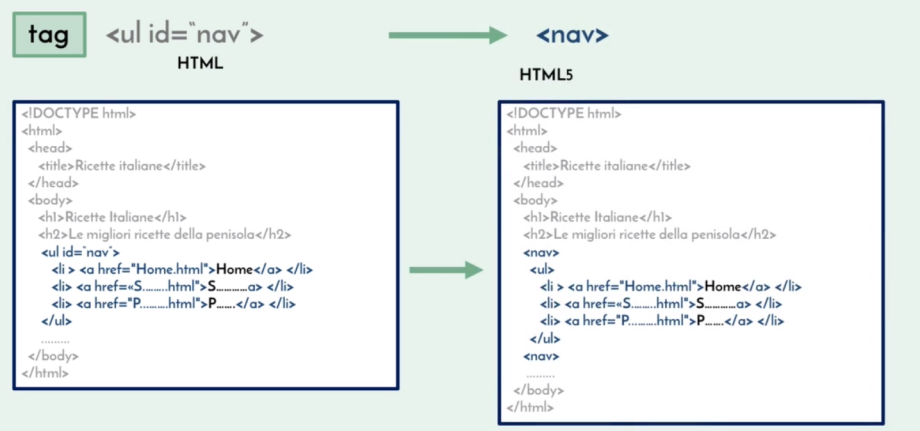 tag <ul id="nav"> <nav>
HTML
HTML5
<!DOCTYPE html>
<html>
<head>
<title>Ricette italiane</title>
</head>
<body>
<h1>Ricette Italiane</h1>
<h2>Le migliori ricette della penisola</h2>
<ul id="nav">
<li > <a href="Home.html">Home</a> </li>
<li> <a href=«S.........html">S............a> </li>
<li> <a href="P..........html">P.......</a> </li>
</ul>
.........
</body>
</html>
<!DOCTYPE html>
<html>
<head>
<title>Ricette italiane</title>
</head>
<body>
<h1>Ricette Italiane</h1>
<h2>Le migliori ricette della penisola</h2>
<nav>
<ul>
<li > <a href="Home.html">Home</a> </li>
<li> <a href=«S.........html">S............a> </li>
<li> <a href="P..........html">P.......</a> </li>
</ul>
<nav>
.........
</body>
</html>